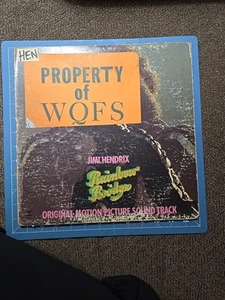 HEN
PROPERTY
of
WQFS
JIMI HENDRIX
Rainbow
Bridge
ORIGINAL MOTION PICTURE SOUND TRACK